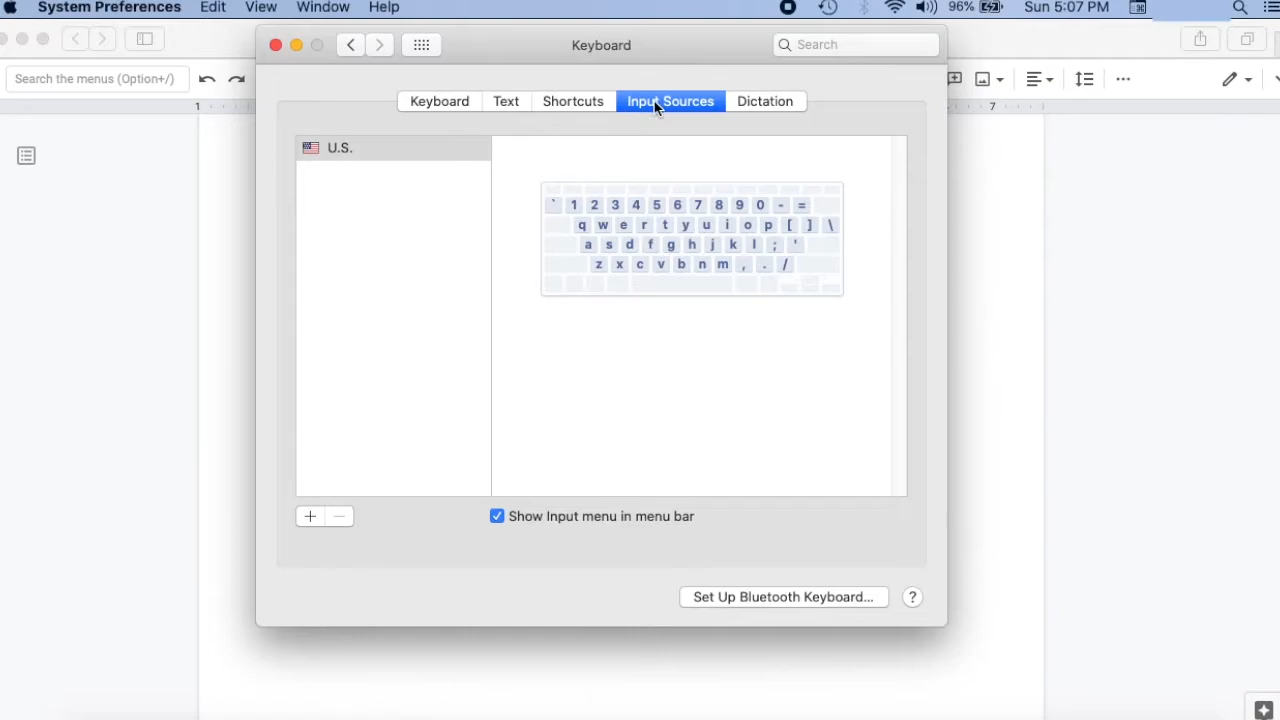 System Preferences Edit View Window Help 96% Sun 5:07 PM
Keyboard Search
Search the menus (Option+/)
1 7
Keyboard Text Shortcuts Input Sources Dictation
U.S.
` 1 2 3 4 5 6 7 8 9 0 - =
q w e r t y u i o p [ ] \
a s d f g h j k l ; '
z x c v b n m , . /
+ − Show Input menu in menu bar
Set Up Bluetooth Keyboard... ?